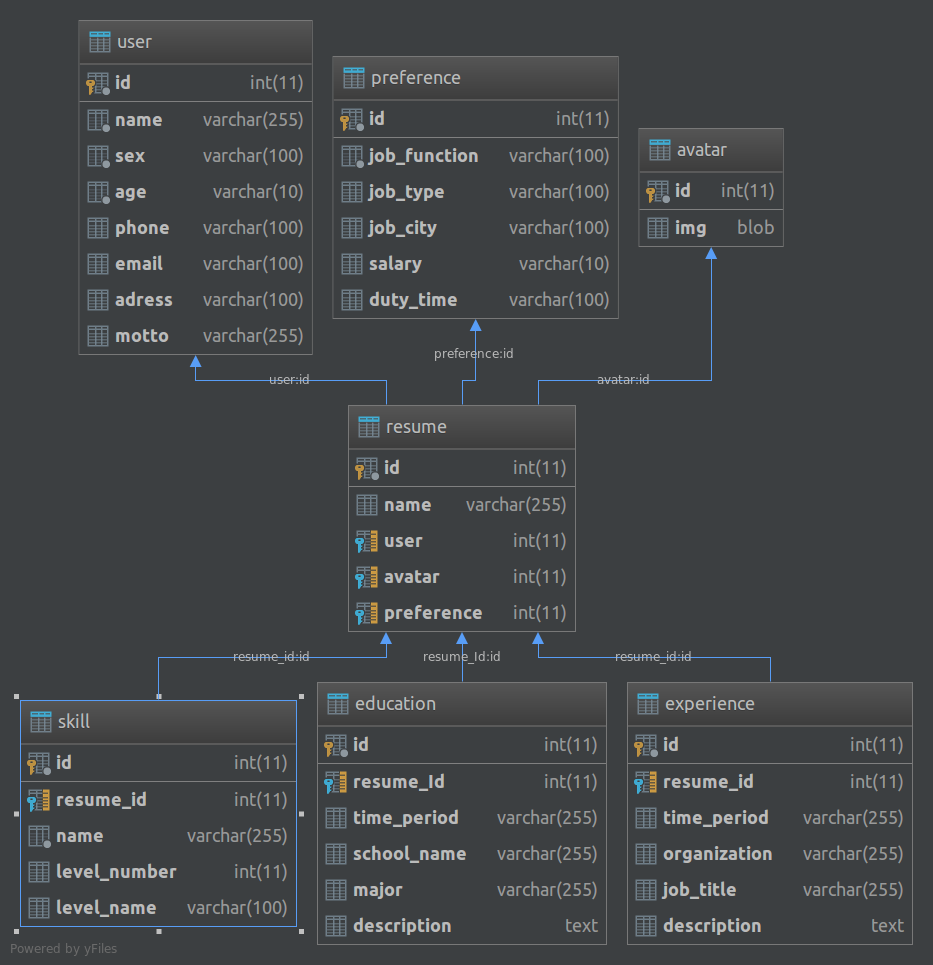 user
id int(11)
name varchar(255)
sex varchar(100)
age varchar(10)
phone varchar(100)
email varchar(100)
adress varchar(100)
motto varchar(255)
preference
id int(11)
job_function varchar(100)
job_type varchar(100)
job_city varchar(100)
salary varchar(10)
duty_time varchar(100)
avatar
id int(11)
img blob
user:id
preference:id
avatar:id
resume
id int(11)
name varchar(255)
user int(11)
avatar int(11)
preference int(11)
resume_id:id
resume_Id:id
resume_id:id
skill
id int(11)
resume_id int(11)
name varchar(255)
level_number int(11)
level_name varchar(100)
education
id int(11)
resume_Id int(11)
time_period varchar(255)
school_name varchar(255)
major varchar(255)
description text
experience
id int(11)
resume_id int(11)
time_period varchar(255)
organization varchar(255)
job_title varchar(255)
description text
Powered by yFiles